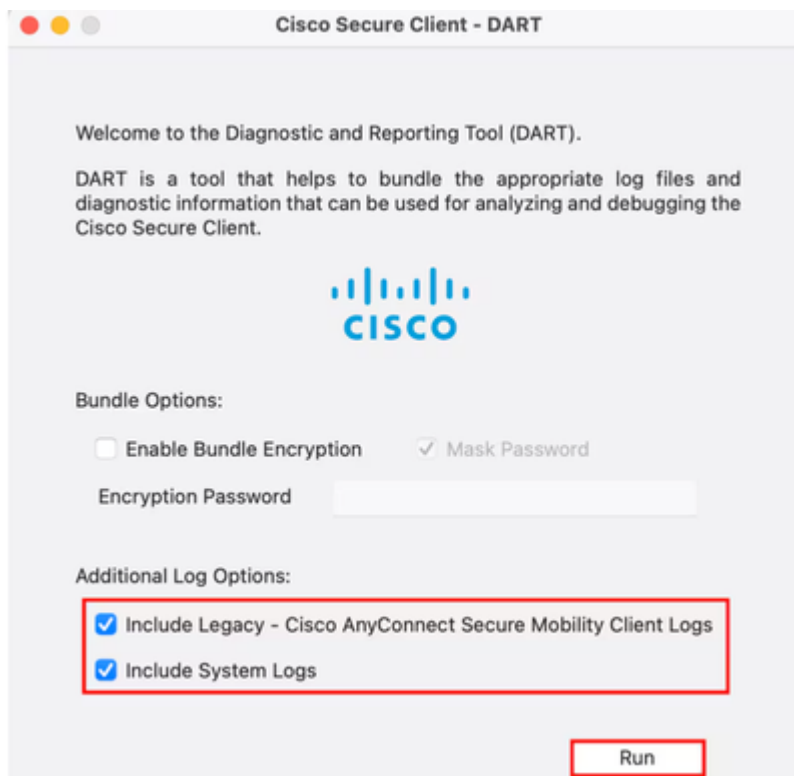 Cisco Secure Client - DART
Welcome to the Diagnostic and Reporting Tool (DART).
DART is a tool that helps to bundle the appropriate log files and
diagnostic information that can be used for analyzing and debugging the
Cisco Secure Client.
CISCO
Bundle Options:
Enable Bundle Encryption Mask Password
Encryption Password
Additional Log Options:
Include Legacy - Cisco AnyConnect Secure Mobility Client Logs
Include System Logs
Run